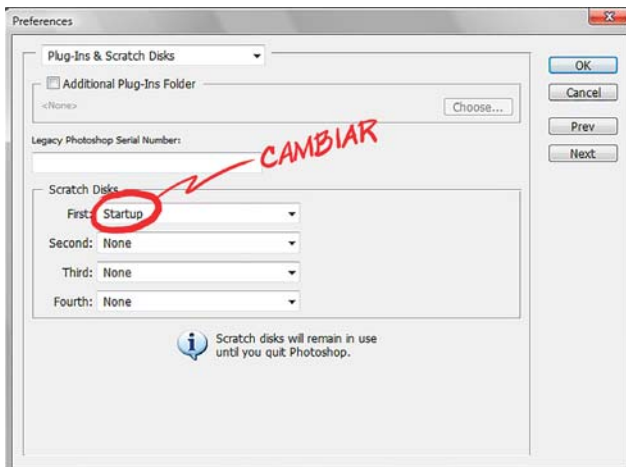 Preferences
Plug-Ins & Scratch Disks
OK
Additional Plug-Ins Folder
Cancel
<None>
Choose...
Prev
Legacy Photoshop Serial Number:
CAMBIAR
Next
Scratch Disks
First: Startup
Second: None
Third: None
Fourth: None
Scratch disks will remain in use
until you quit Photoshop.